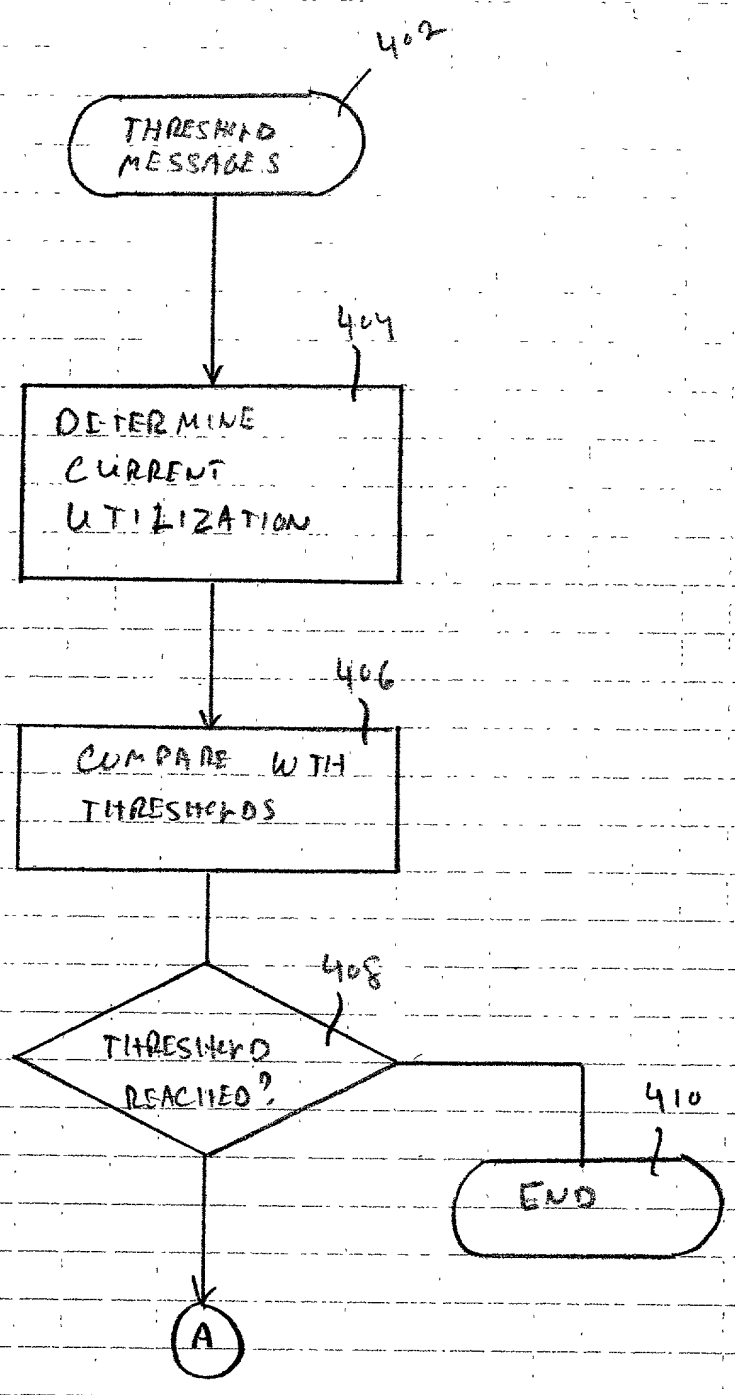 402
THRESHOLD
MESSAGES
404
DETERMINE
CURRENT
UTILIZATION
406
COMPARE WITH
THRESHOLDS
408
THRESHOLD
REACHED?
410
END
A